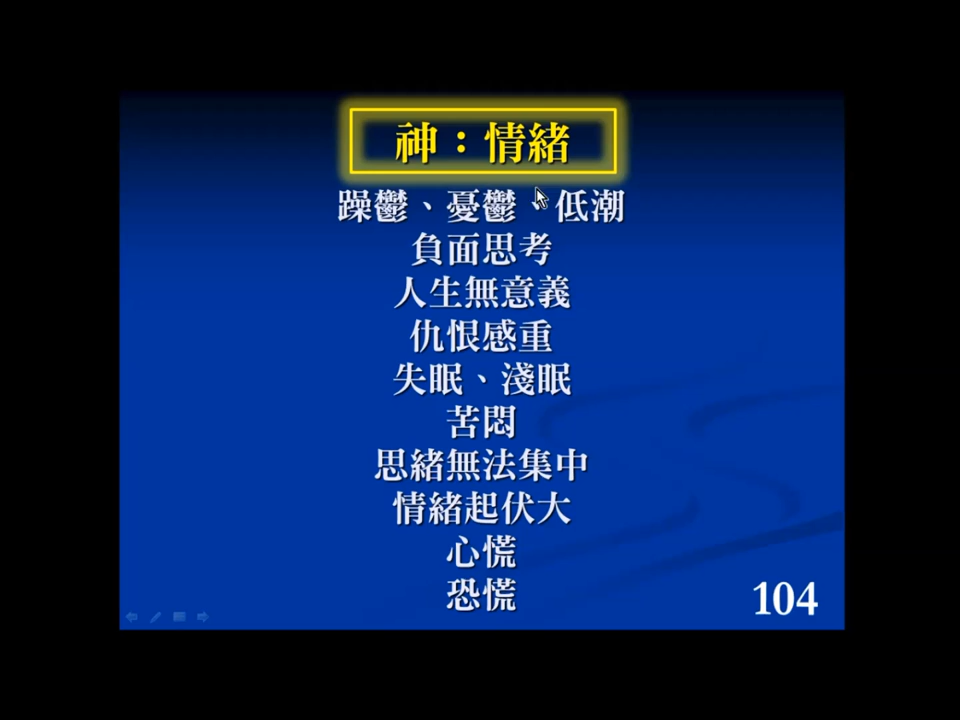 神：情緒
躁鬱、憂鬱、低潮
負面思考
人生無意義
仇恨感重
失眠、淺眠
苦悶
思緒無法集中
情緒起伏大
心慌
恐慌
104